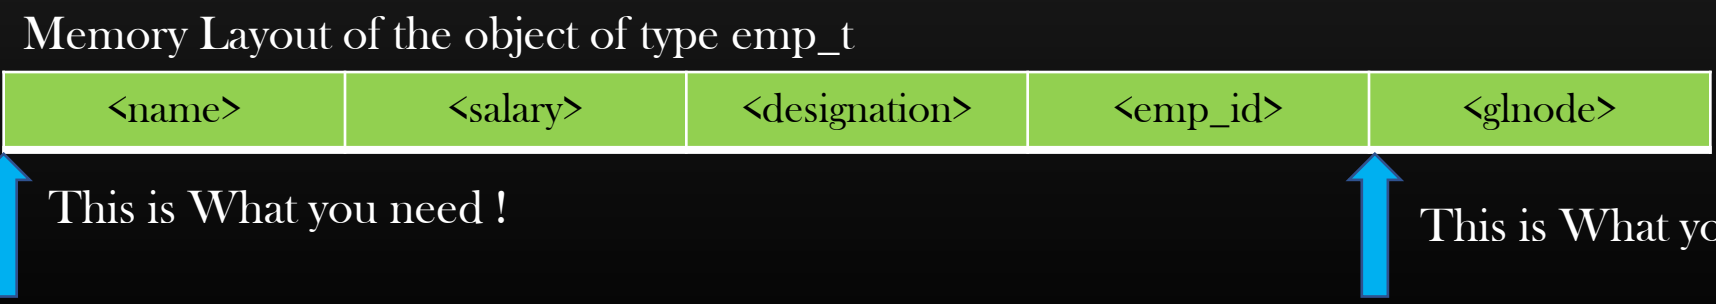 Memory Layout of the object of type emp_t
<name> <salary> <designation> <emp_id> <glnode>
This is What you need !
This is What